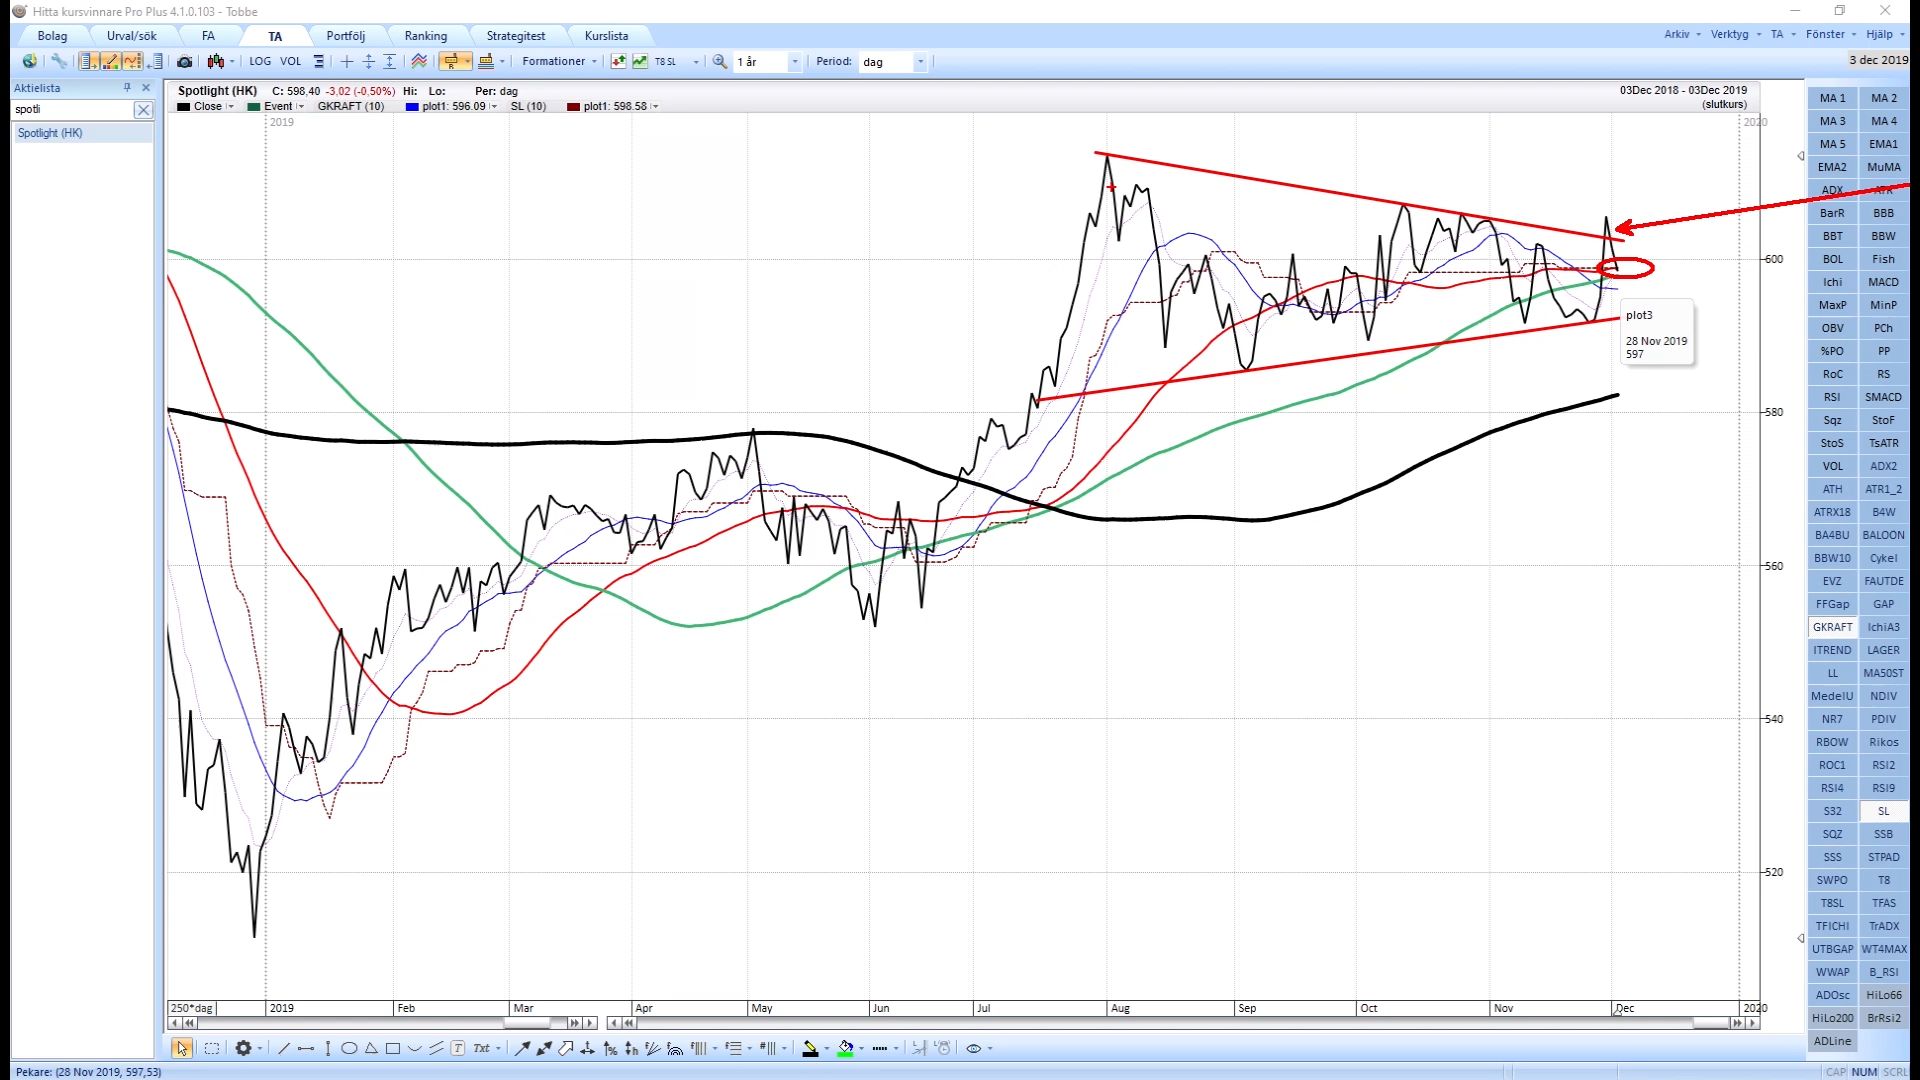 Hitta kursvinnare Pro Plus 4.1.0.103 - Tobbe
Bolag Urval/sök FA TA Portfölj Ranking Strategitest Kurslista
Arkiv Verktyg TA Fönster Hjälp
LOG VOL Formationer T8 SL 1 år Period: dag
3 dec 2019
Aktielista
spotli
Spotlight (HK)
Spotlight (HK) C: 598,40 -3,02 (-0,50%) Hi: Lo: Per: dag
03Dec 2018 - 03Dec 2019
Close Event GKRAFT (10) plot1: 596.09 SL (10) plot1: 598.58
(slutkurs)
2019 2020
600
580
560
540
520
plot3
28 Nov 2019
597
250*dag 2019 Feb Mar Apr May Jun Jul Aug Sep Oct Nov Dec 2020
MA 1 MA 2
MA 3 MA 4
MA 5 EMA1
EMA2 MuMA
ADX ATR
BarR BBB
BBT BBW
BOL Fish
Ichi MACD
MaxP MinP
OBV PCh
%PO PP
RoC RS
RSI SMACD
Sqz StoF
StoS TsATR
VOL ADX2
ATH ATR1_2
ATRX18 B4W
BA4BU BALOON
BBW10 Cykel
EVZ FAUTDE
FFGap GAP
GKRAFT IchiA3
ITREND LAGER
LL MA50ST
MedelU NDIV
NR7 PDIV
RBOW Rikos
ROC1 RSI2
RSI4 RSI9
S32 SL
SQZ SSB
SSS STPAD
SWPO T8
T8SL TFAS
TFICHI TrADX
UTBGAP WT4MAX
WWAP B_RSI
ADOsc HiLo66
HiLo200 BrRsi2
ADLine
T Txt
Pekare: (28 Nov 2019, 597,53)
CAP NUM SCRL